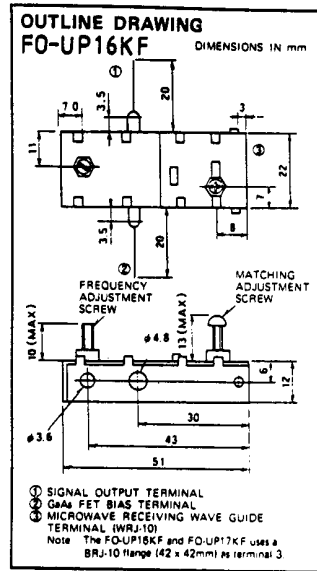 OUTLINE DRAWING
FO-UP16KF
DIMENSIONS IN mm
①
20
3.5
7.0
3
11
③
22
7
8
3.5
20
②
FREQUENCY
ADJUSTMENT
SCREW
MATCHING
ADJUSTMENT
SCREW
10 (MAX)
ø4.8
13 (MAX)
6
12
ø3.6
30
43
51
① SIGNAL OUTPUT TERMINAL
② GaAs FET BIAS TERMINAL
③ MICROWAVE RECEIVING WAVE GUIDE
TERMINAL (WRJ-10)
Note The FO-UP16KF and FO-UP17KF uses a
BRJ-10 flange (42 x 42mm) as terminal 3.